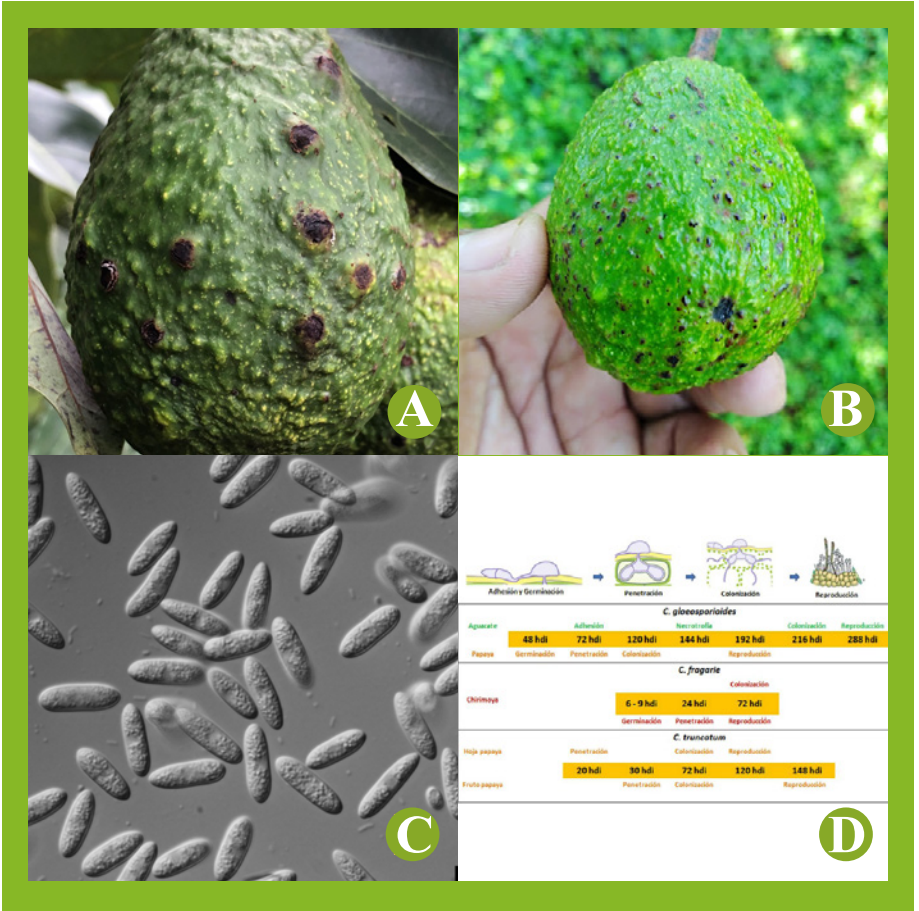 A
B
C
Adhesión y Germinación Penetración Colonización Reproducción
C. gloeosporioides
Aguacate Adhesión Necrotrofía Colonización Reproducción
48 hdi 72 hdi 120 hdi 144 hdi 192 hdi 216 hdi 288 hdi
Papaya Germinación Penetración Colonización Reproducción
C. fragarie
Colonización
Chirimoya
6 - 9 hdi 24 hdi 72 hdi
Germinación Penetración Reproducción
C. truncatum
Hoja papaya Penetración Colonización Reproducción
20 hdi 30 hdi 72 hdi 120 hdi 148 hdi
Fruto papaya Penetración Colonización Reproducción
D